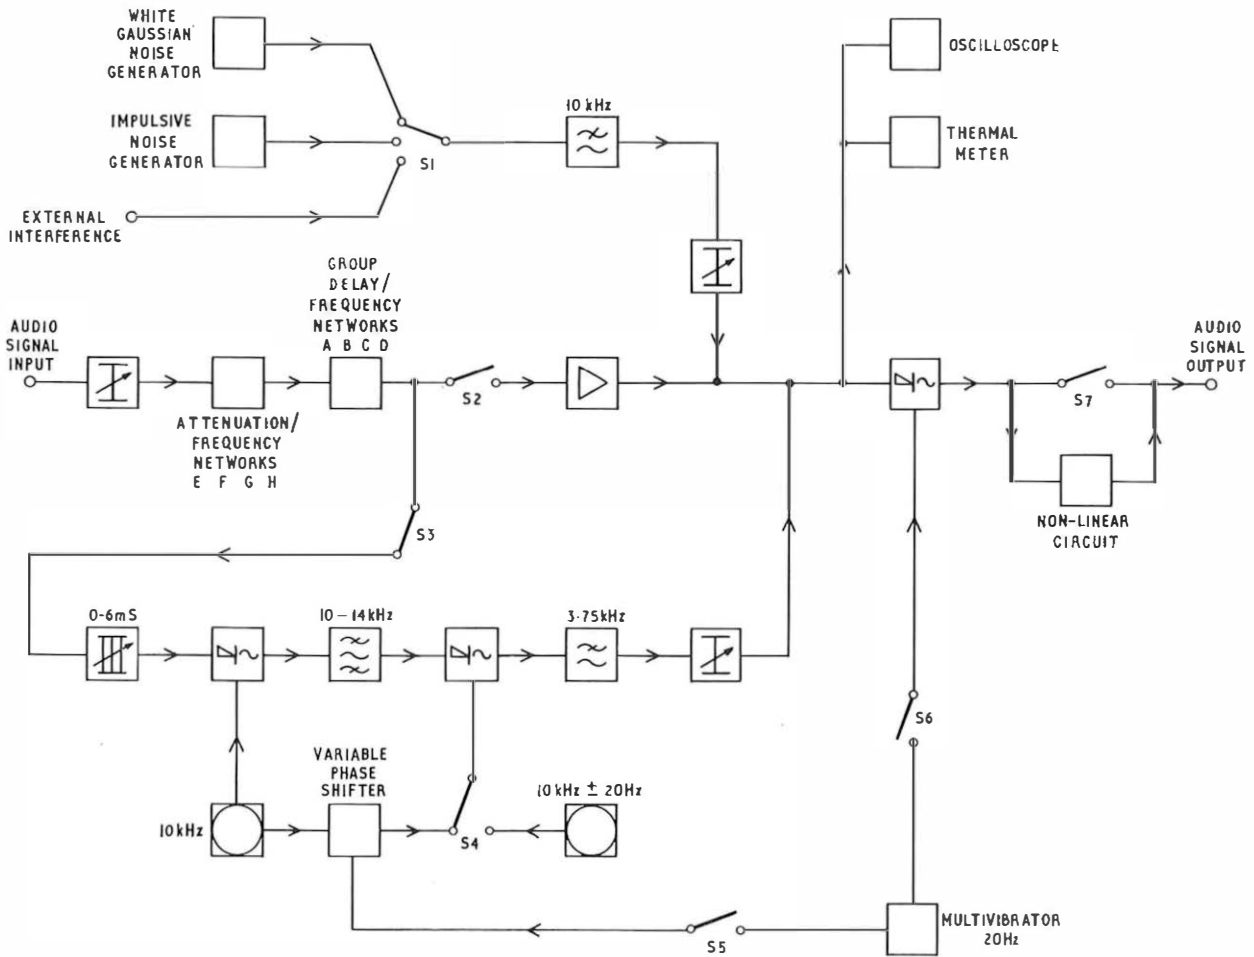 WHITE
GAUSSIAN
NOISE
GENERATOR
IMPULSIVE
NOISE
GENERATOR
EXTERNAL
INTERFERENCE
S1
10 kHz
OSCILLOSCOPE
THERMAL
METER
AUDIO
SIGNAL
INPUT
ATTENUATION/
FREQUENCY
NETWORKS
E F G H
GROUP
DELAY/
FREQUENCY
NETWORKS
A B C D
S2
S3
S7
AUDIO
SIGNAL
OUTPUT
NON-LINEAR
CIRCUIT
0-6mS
10-14kHz
3·75kHz
S6
10kHz
VARIABLE
PHASE
SHIFTER
S4
10kHz ± 20Hz
S5
MULTIVIBRATOR
20Hz